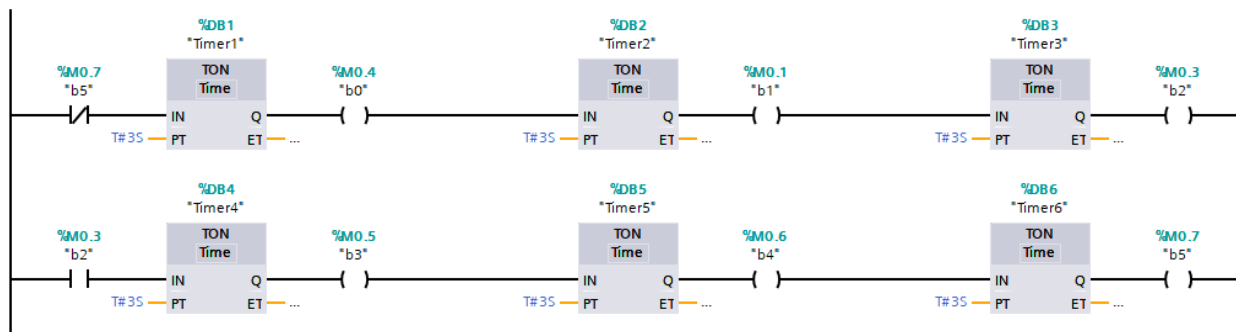 %DB1 %DB2 %DB3
"Timer1" "Timer2" "Timer3"
%M0.7 %M0.4 %M0.1 %M0.3
"b5" TON "b0" TON "b1" TON "b2"
Time Time Time
IN Q IN Q IN Q
T#3S PT ET ... T#3S PT ET ... T#3S PT ET ...
%DB4 %DB5 %DB6
"Timer4" "Timer5" "Timer6"
%M0.3 %M0.5 %M0.6 %M0.7
"b2" TON "b3" TON "b4" TON "b5"
Time Time Time
IN Q IN Q IN Q
T#3S PT ET ... T#3S PT ET ... T#3S PT ET ...